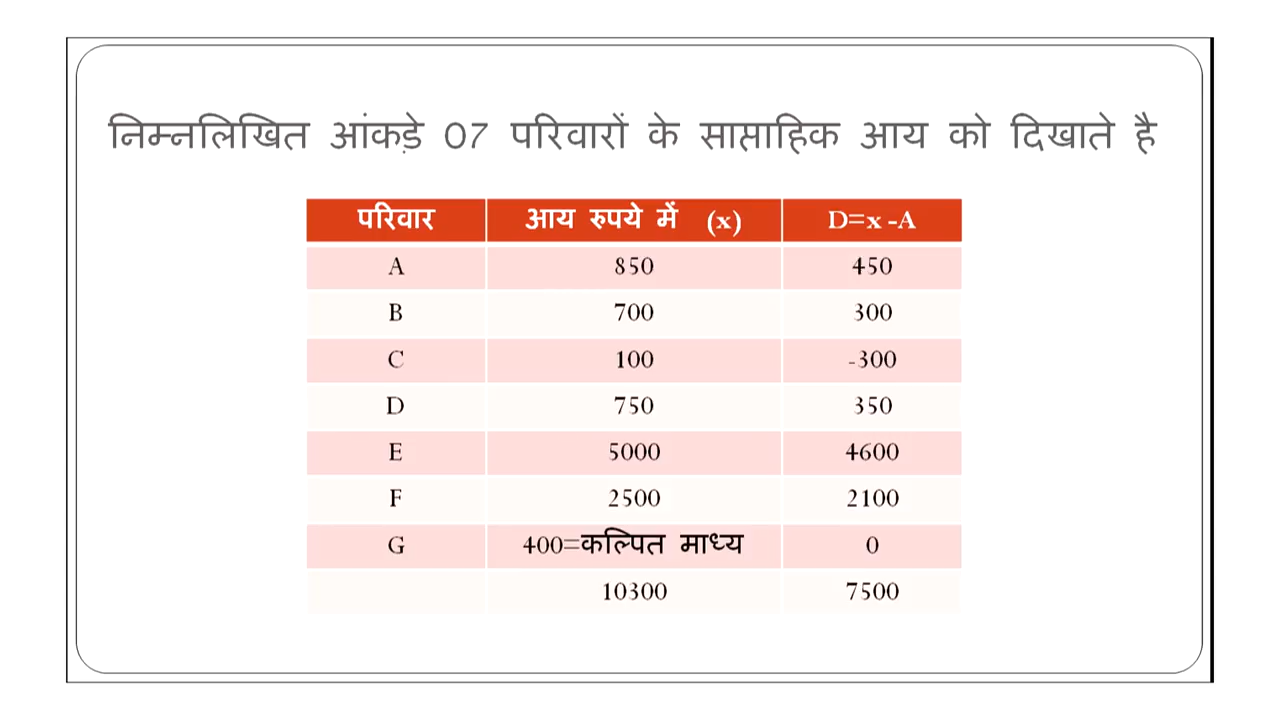 निम्नलिखित आंकड़े 07 परिवारों के साप्ताहिक आय को दिखाते है
परिवार आय रुपये में (x) D=x -A
A 850 450
B 700 300
C 100 -300
D 750 350
E 5000 4600
F 2500 2100
G 400=कल्पित माध्य 0
10300 7500